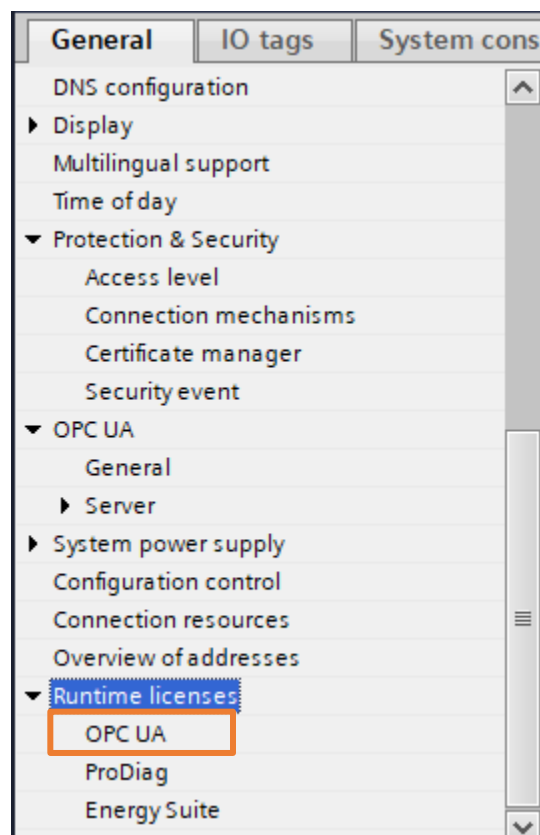 General IO tags System cons
DNS configuration
Display
Multilingual support
Time of day
Protection & Security
Access level
Connection mechanisms
Certificate manager
Security event
OPC UA
General
Server
System power supply
Configuration control
Connection resources
Overview of addresses
Runtime licenses
OPC UA
ProDiag
Energy Suite